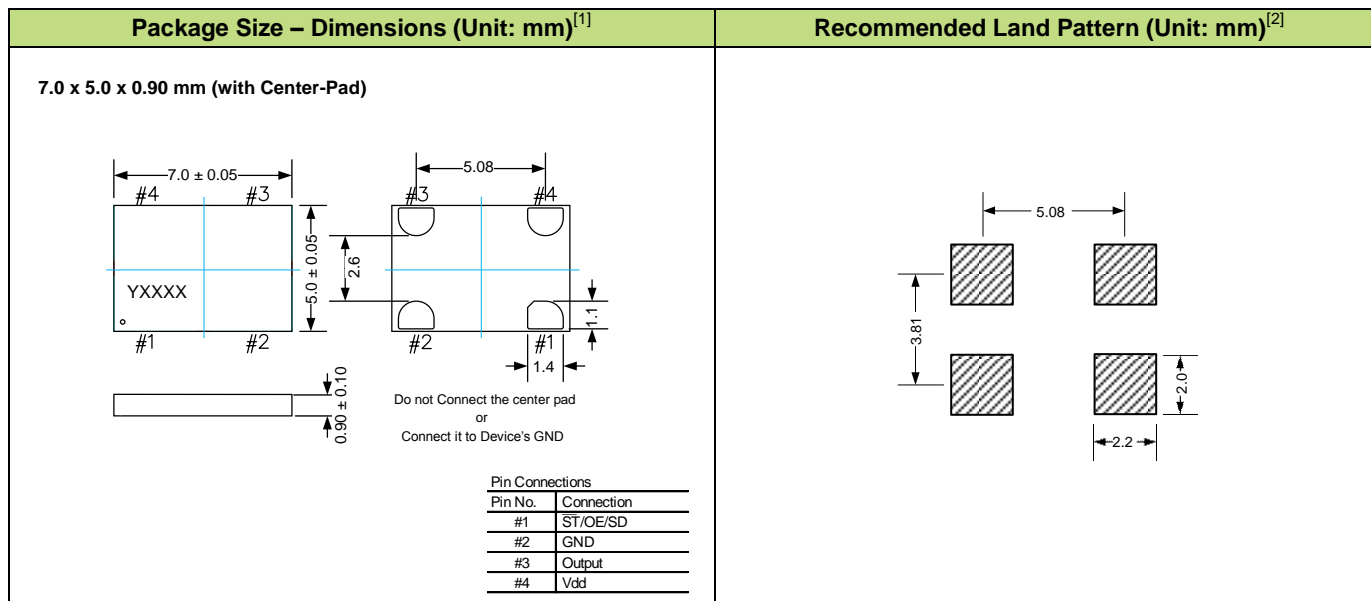 Package Size – Dimensions (Unit: mm)[1]
Recommended Land Pattern (Unit: mm)[2]
7.0 x 5.0 x 0.90 mm (with Center-Pad)
7.0 ± 0.05
#4 #3
5.0 ± 0.05
YXXXX
#1 #2
0.90 ± 0.10
5.08
#3 #4
2.6
1.1
#2 #1
1.4
Do not Connect the center pad
or
Connect it to Device's GND
Pin Connections
Pin No. Connection
#1 S̅T̅/OE/SD
#2 GND
#3 Output
#4 Vdd
5.08
3.81
2.0
2.2